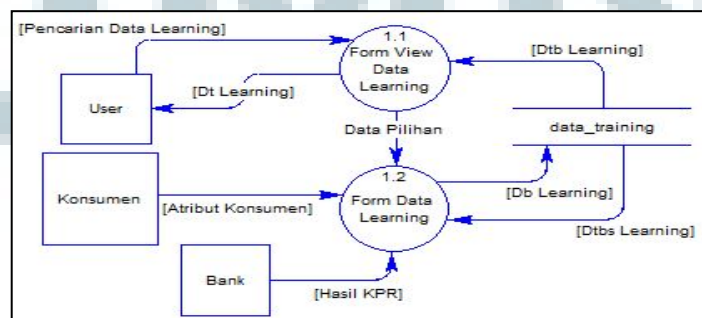 [Pencarian Data Learning]
1.1
Form View
Data
Learning
[Dtb Learning]
User
[Dt Learning]
Data Pilihan
data_training
1.2
Form Data
Learning
Konsumen
[Atribut Konsumen]
[Db Learning]
[Dtbs Learning]
Bank
[Hasil KPR]